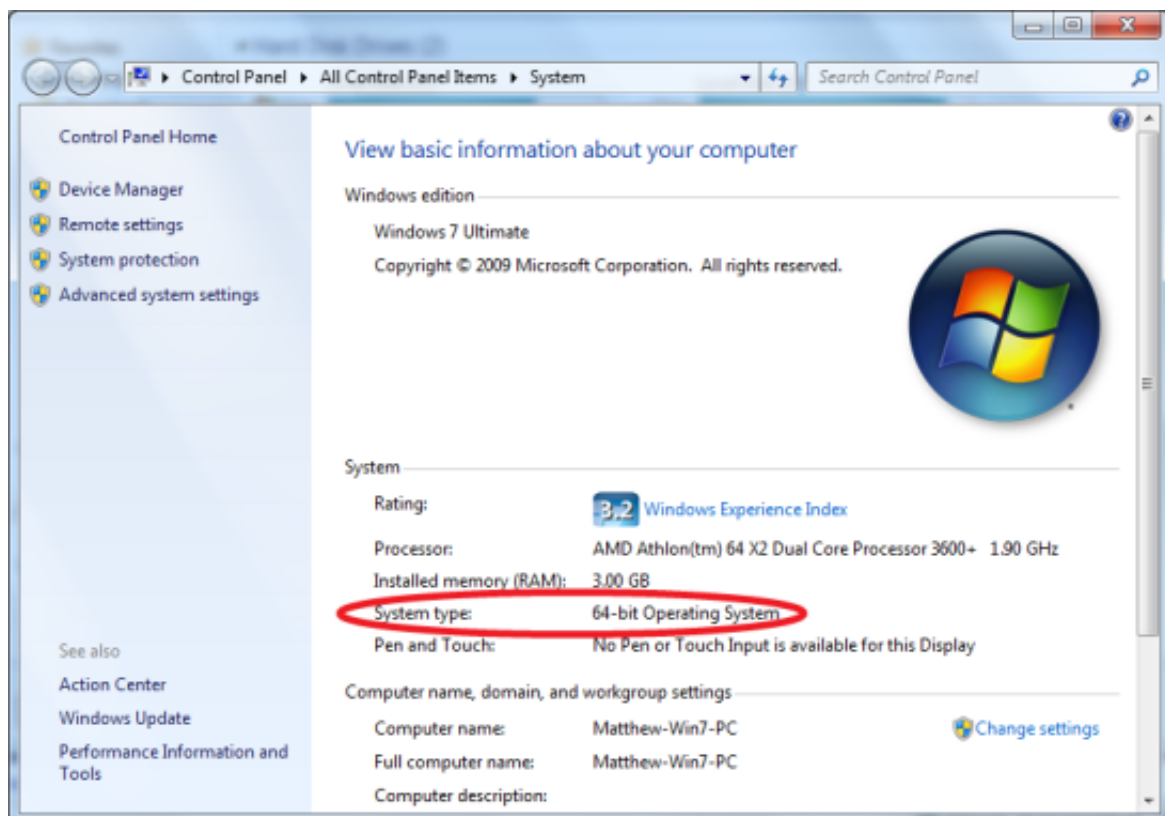 Control Panel ▸ All Control Panel Items ▸ System
Search Control Panel
Control Panel Home
Device Manager
Remote settings
System protection
Advanced system settings
See also
Action Center
Windows Update
Performance Information and
Tools
View basic information about your computer
Windows edition
Windows 7 Ultimate
Copyright © 2009 Microsoft Corporation. All rights reserved.
System
Rating: 3.2 Windows Experience Index
Processor: AMD Athlon(tm) 64 X2 Dual Core Processor 3600+ 1.90 GHz
Installed memory (RAM): 3.00 GB
System type: 64-bit Operating System
Pen and Touch: No Pen or Touch Input is available for this Display
Computer name, domain, and workgroup settings
Computer name: Matthew-Win7-PC Change settings
Full computer name: Matthew-Win7-PC
Computer description: